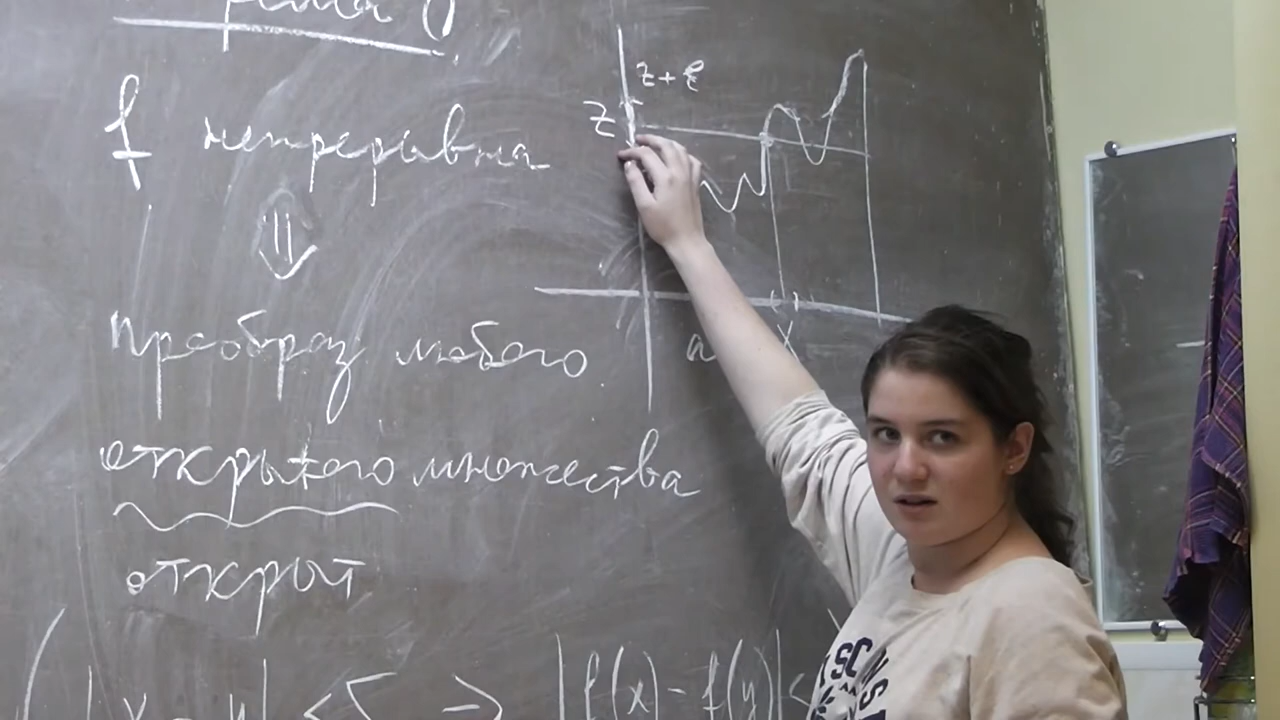 f непрерывна
⇓
прообраз любого
открытого множества
открыт
|x - y| < δ → |f(x) - f(y)| <
z + ε
z
a x